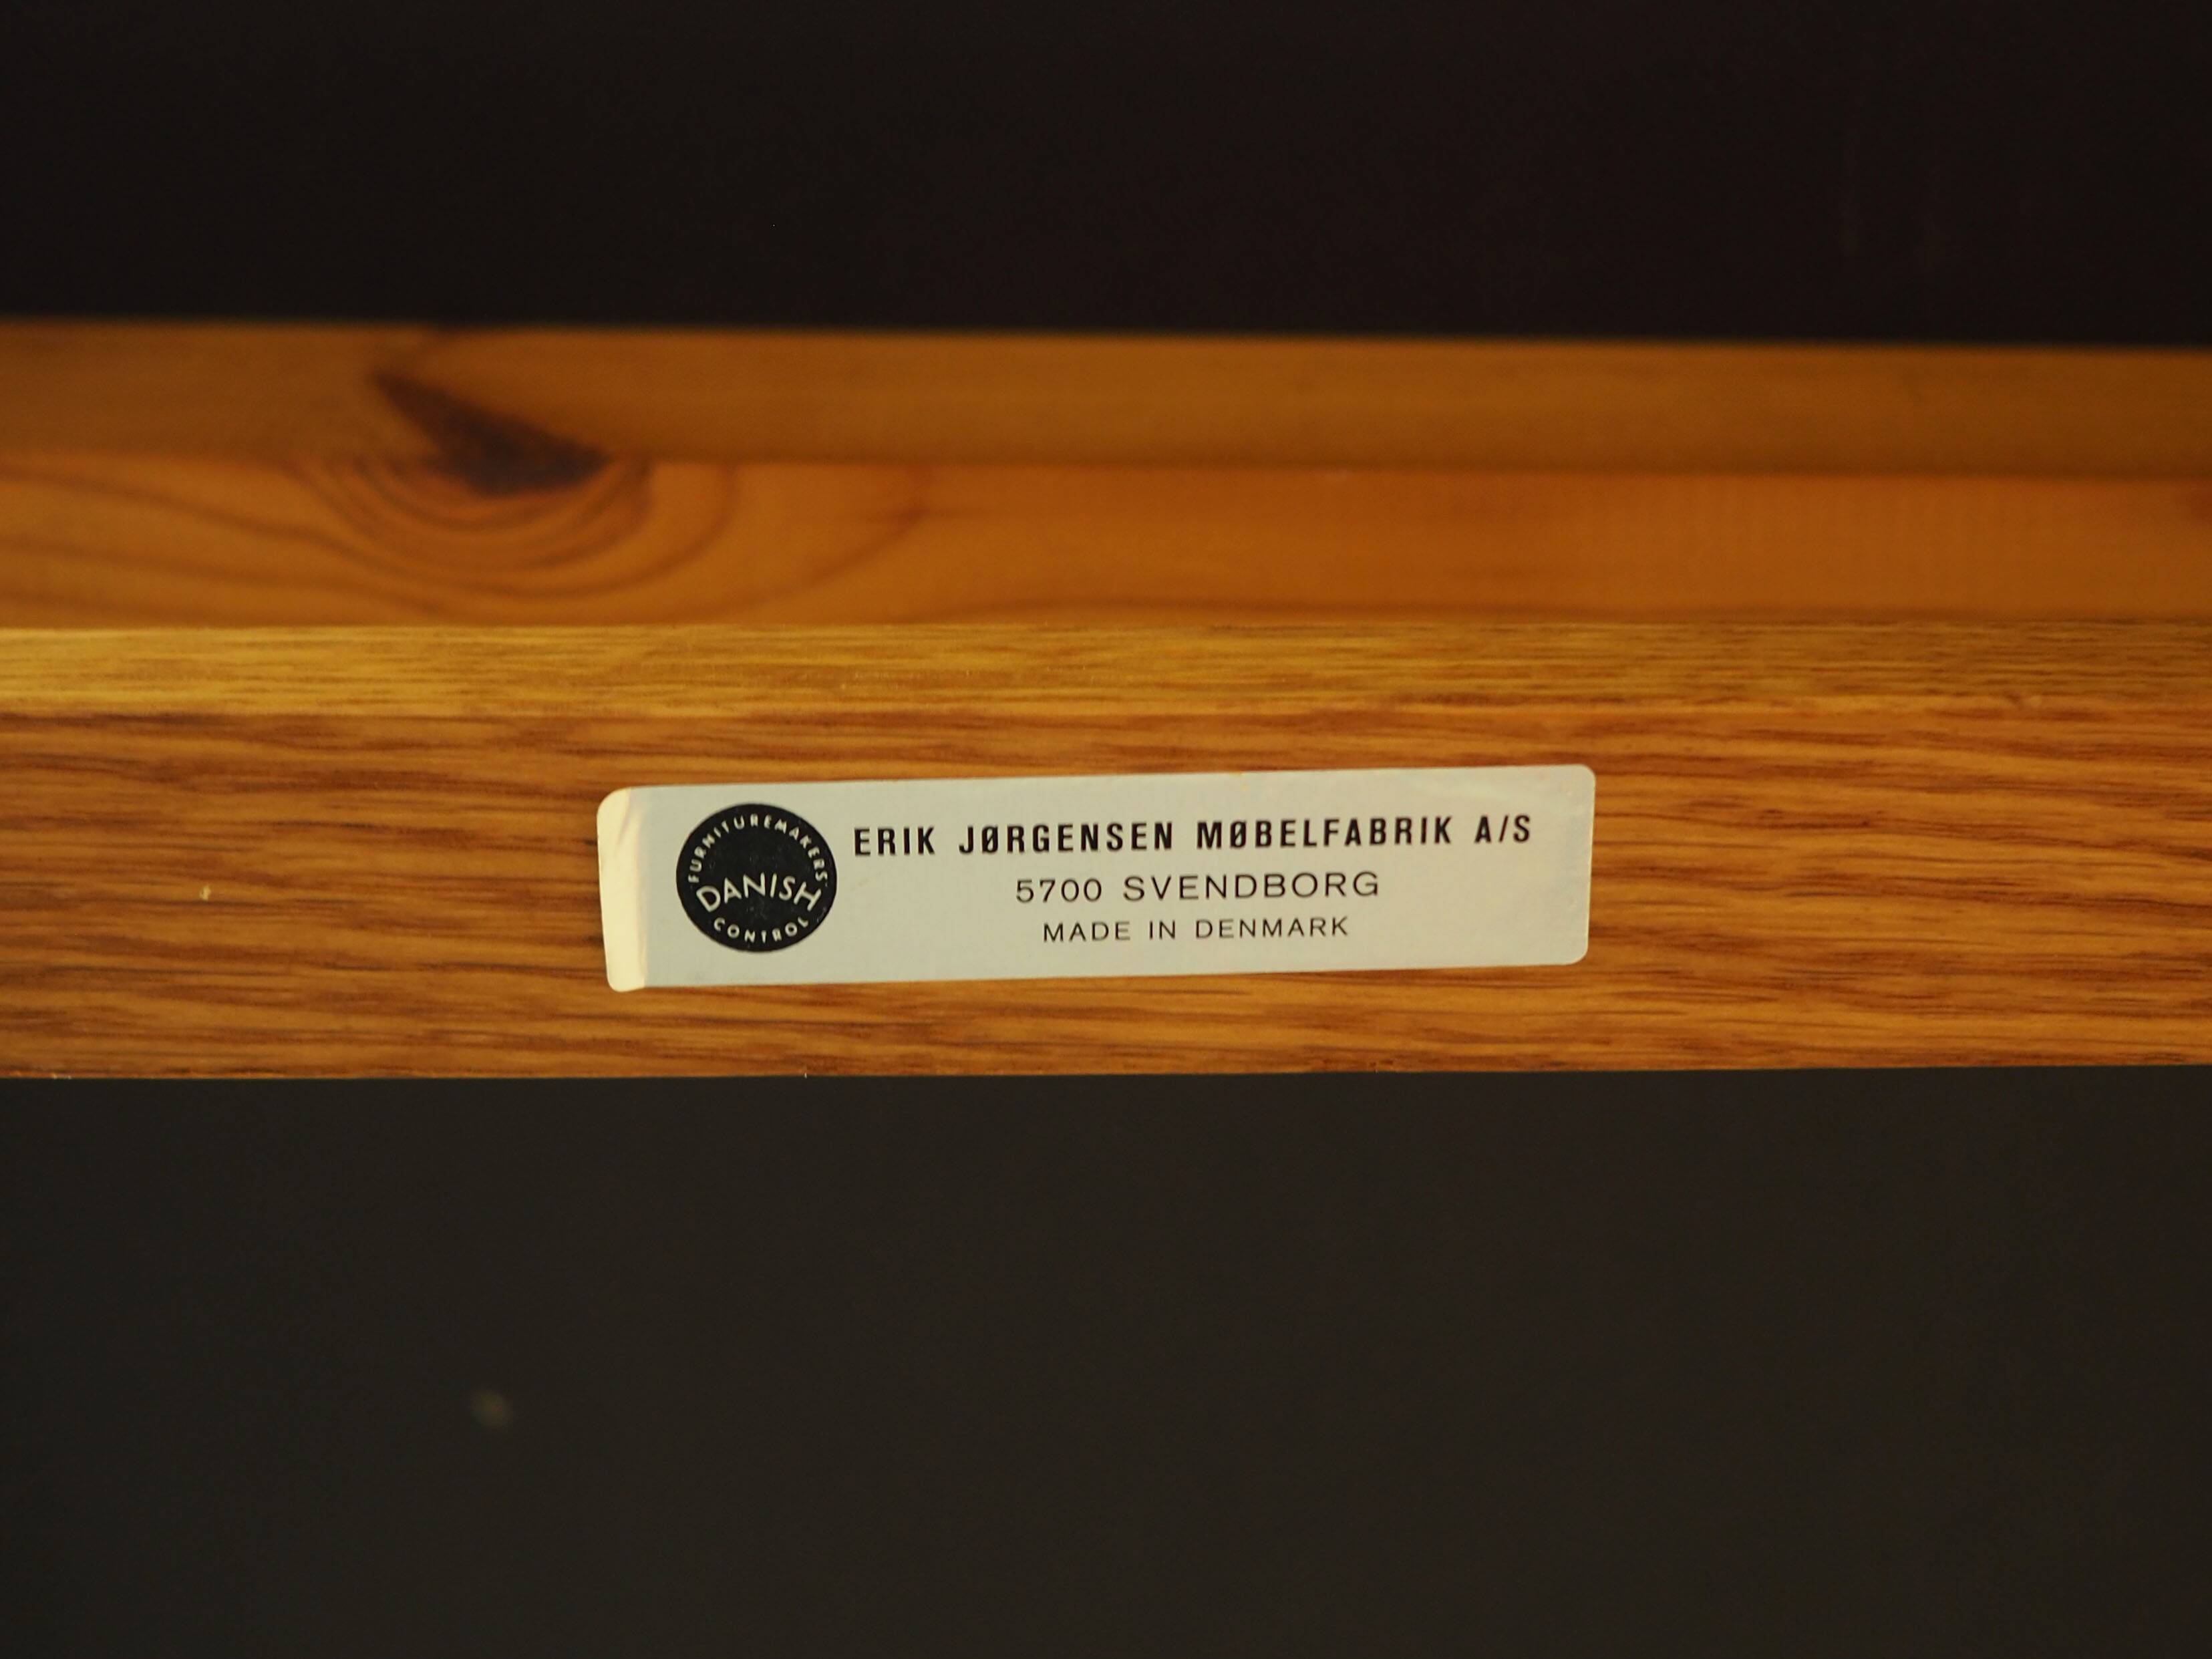 FURNITUREMAKERS'
DANISH
CONTROL
ERIK JØRGENSEN MØBELFABRIK A/S
5700 SVENDBORG
MADE IN DENMARK